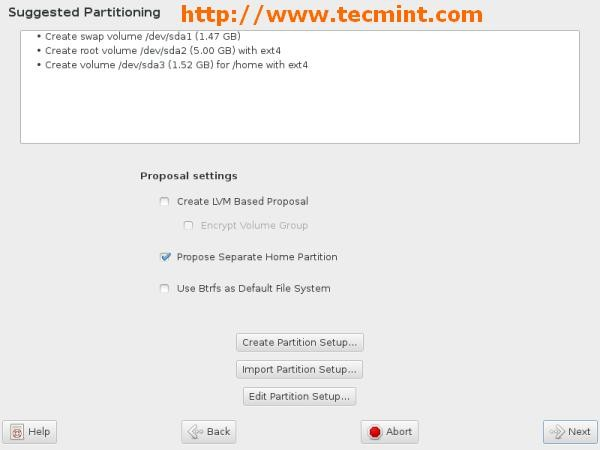 Suggested Partitioning http://www.tecmint.com
• Create swap volume /dev/sda1 (1.47 GB)
• Create root volume /dev/sda2 (5.00 GB) with ext4
• Create volume /dev/sda3 (1.52 GB) for /home with ext4
Proposal settings
Create LVM Based Proposal
Encrypt Volume Group
Propose Separate Home Partition
Use Btrfs as Default File System
Create Partition Setup...
Import Partition Setup...
Edit Partition Setup...
Help Back Abort Next